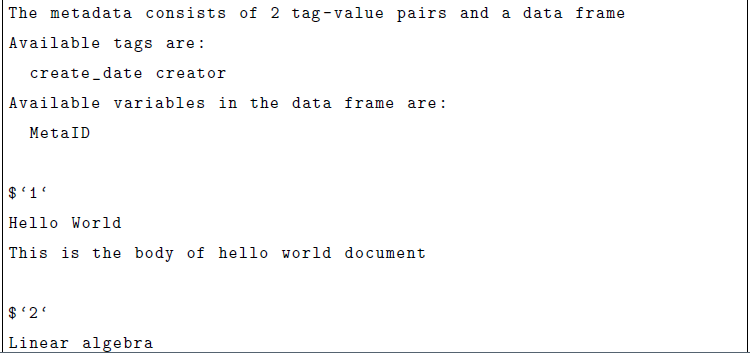 The metadata consists of 2 tag-value pairs and a data frame
Available tags are:
create_date creator
Available variables in the data frame are:
MetaID
$‘1‘
Hello World
This is the body of hello world document
$‘2‘
Linear algebra